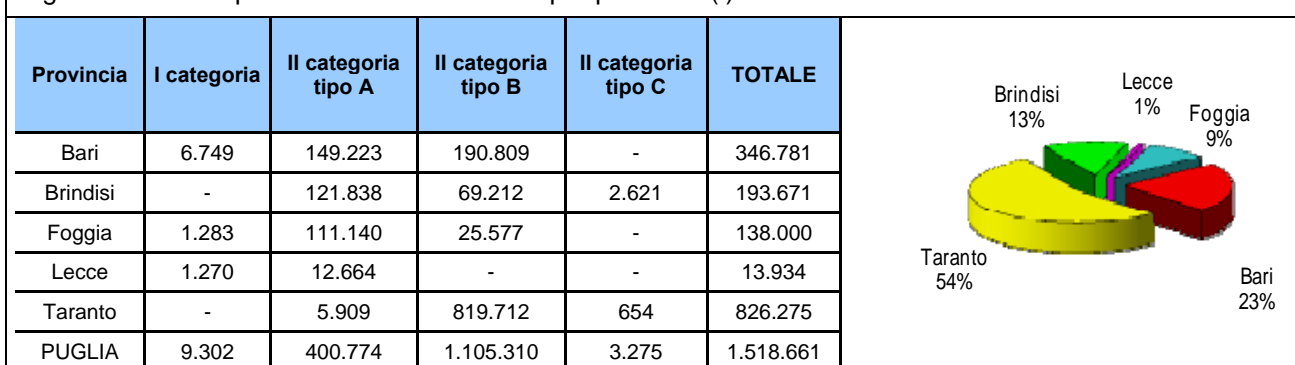 Provincia I categoria II categoria tipo A II categoria tipo B II categoria tipo C TOTALE
Bari 6.749 149.223 190.809 - 346.781
Brindisi - 121.838 69.212 2.621 193.671
Foggia 1.283 111.140 25.577 - 138.000
Lecce 1.270 12.664 - - 13.934
Taranto - 5.909 819.712 654 826.275
PUGLIA 9.302 400.774 1.105.310 3.275 1.518.661
Brindisi
13%
Lecce
1%
Foggia
9%
Taranto
54%
Bari
23%